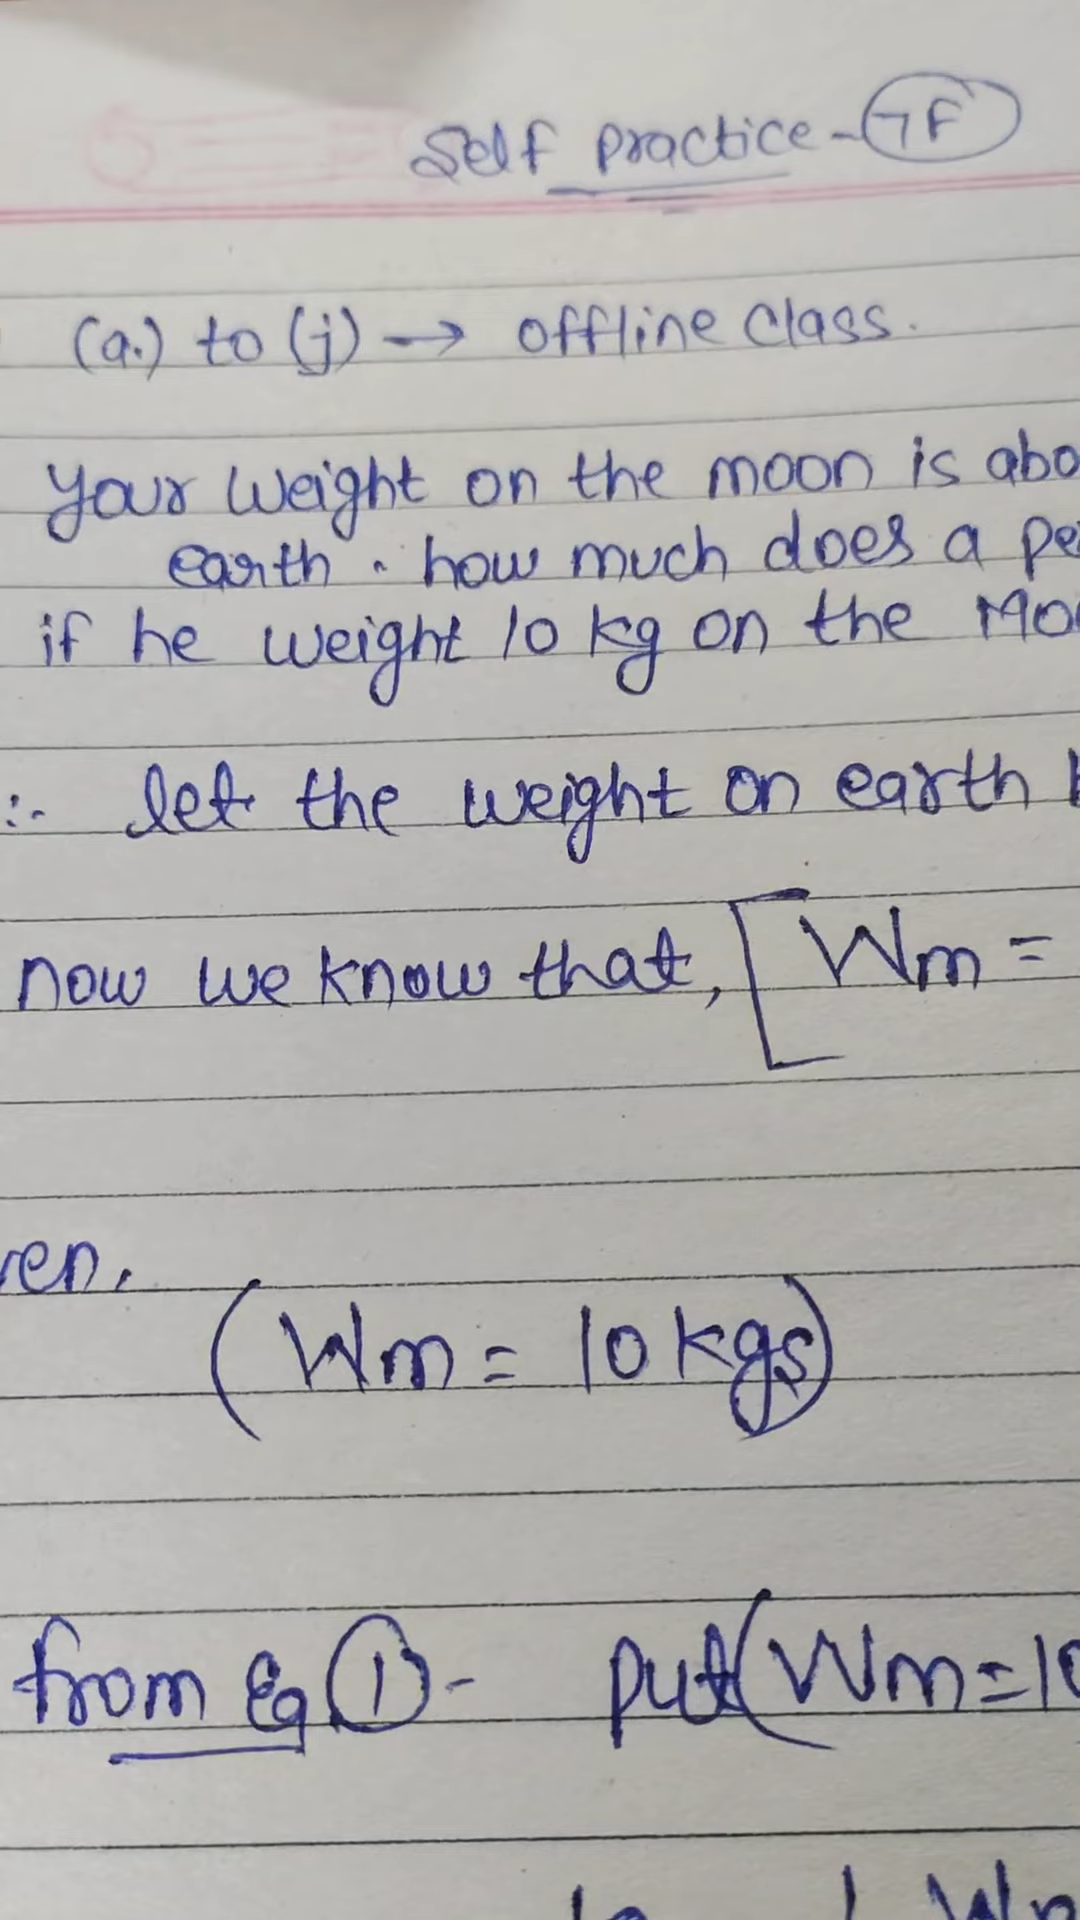 Self practice - 7F
(a.) to (j) → offline class.
your weight on the moon is abo
earth. how much does a pe
if he weight 10 kg on the Mo
:- let the weight on earth
now we know that, [Wm =
ren,
(Wm = 10 kgs)
from Eq (1) - put (Wm = 10